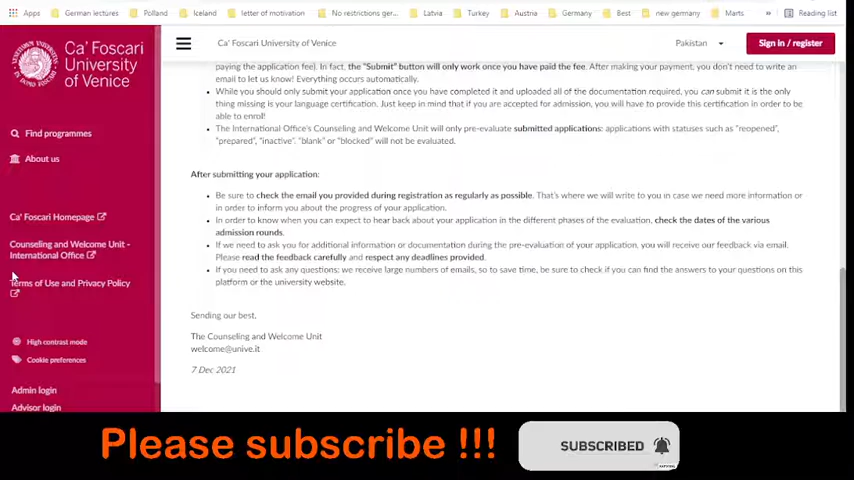 Apps German lectures Polland Iceland letter of motivation No restrictions ger... Latvia Turkey Austria Germany Best new germany Marts » Reading list
Ca' Foscari
University
of Venice
Ca' Foscari University of Venice Pakistan Sign in / register
Find programmes
About us
Ca' Foscari Homepage
Counseling and Welcome Unit -
International Office
Terms of Use and Privacy Policy
High contrast mode
Cookie preferences
Admin login
Advisor login
paying the application fee). In fact, the "Submit" button will only work once you have paid the fee. After making your payment, you don't need to write an
email to let us know! Everything occurs automatically.
• While you should only submit your application once you have completed it and uploaded all of the documentation required, you can submit it is the only
thing missing is your language certification. Just keep in mind that if you are accepted for admission, you will have to provide this certification in order to be
able to enrol!
• The International Office's Counseling and Welcome Unit will only pre-evaluate submitted applications: applications with statuses such as "reopened",
"prepared", "inactive". "blank" or "blocked" will not be evaluated.
After submitting your application:
• Be sure to check the email you provided during registration as regularly as possible. That's where we will write to you in case we need more information or
in order to inform you about the progress of your application.
• In order to know when you can expect to hear back about your application in the different phases of the evaluation, check the dates of the various
admission rounds.
• If we need to ask you for additional information or documentation during the pre-evaluation of your application, you will receive our feedback via email.
Please read the feedback carefully and respect any deadlines provided.
• If you need to ask any questions: we receive large numbers of emails, so to save time, be sure to check if you can find the answers to your questions on this
platform or the university website.
Sending our best,
The Counseling and Welcome Unit
welcome@unive.it
7 Dec 2021
Please subscribe !!! SUBSCRIBED